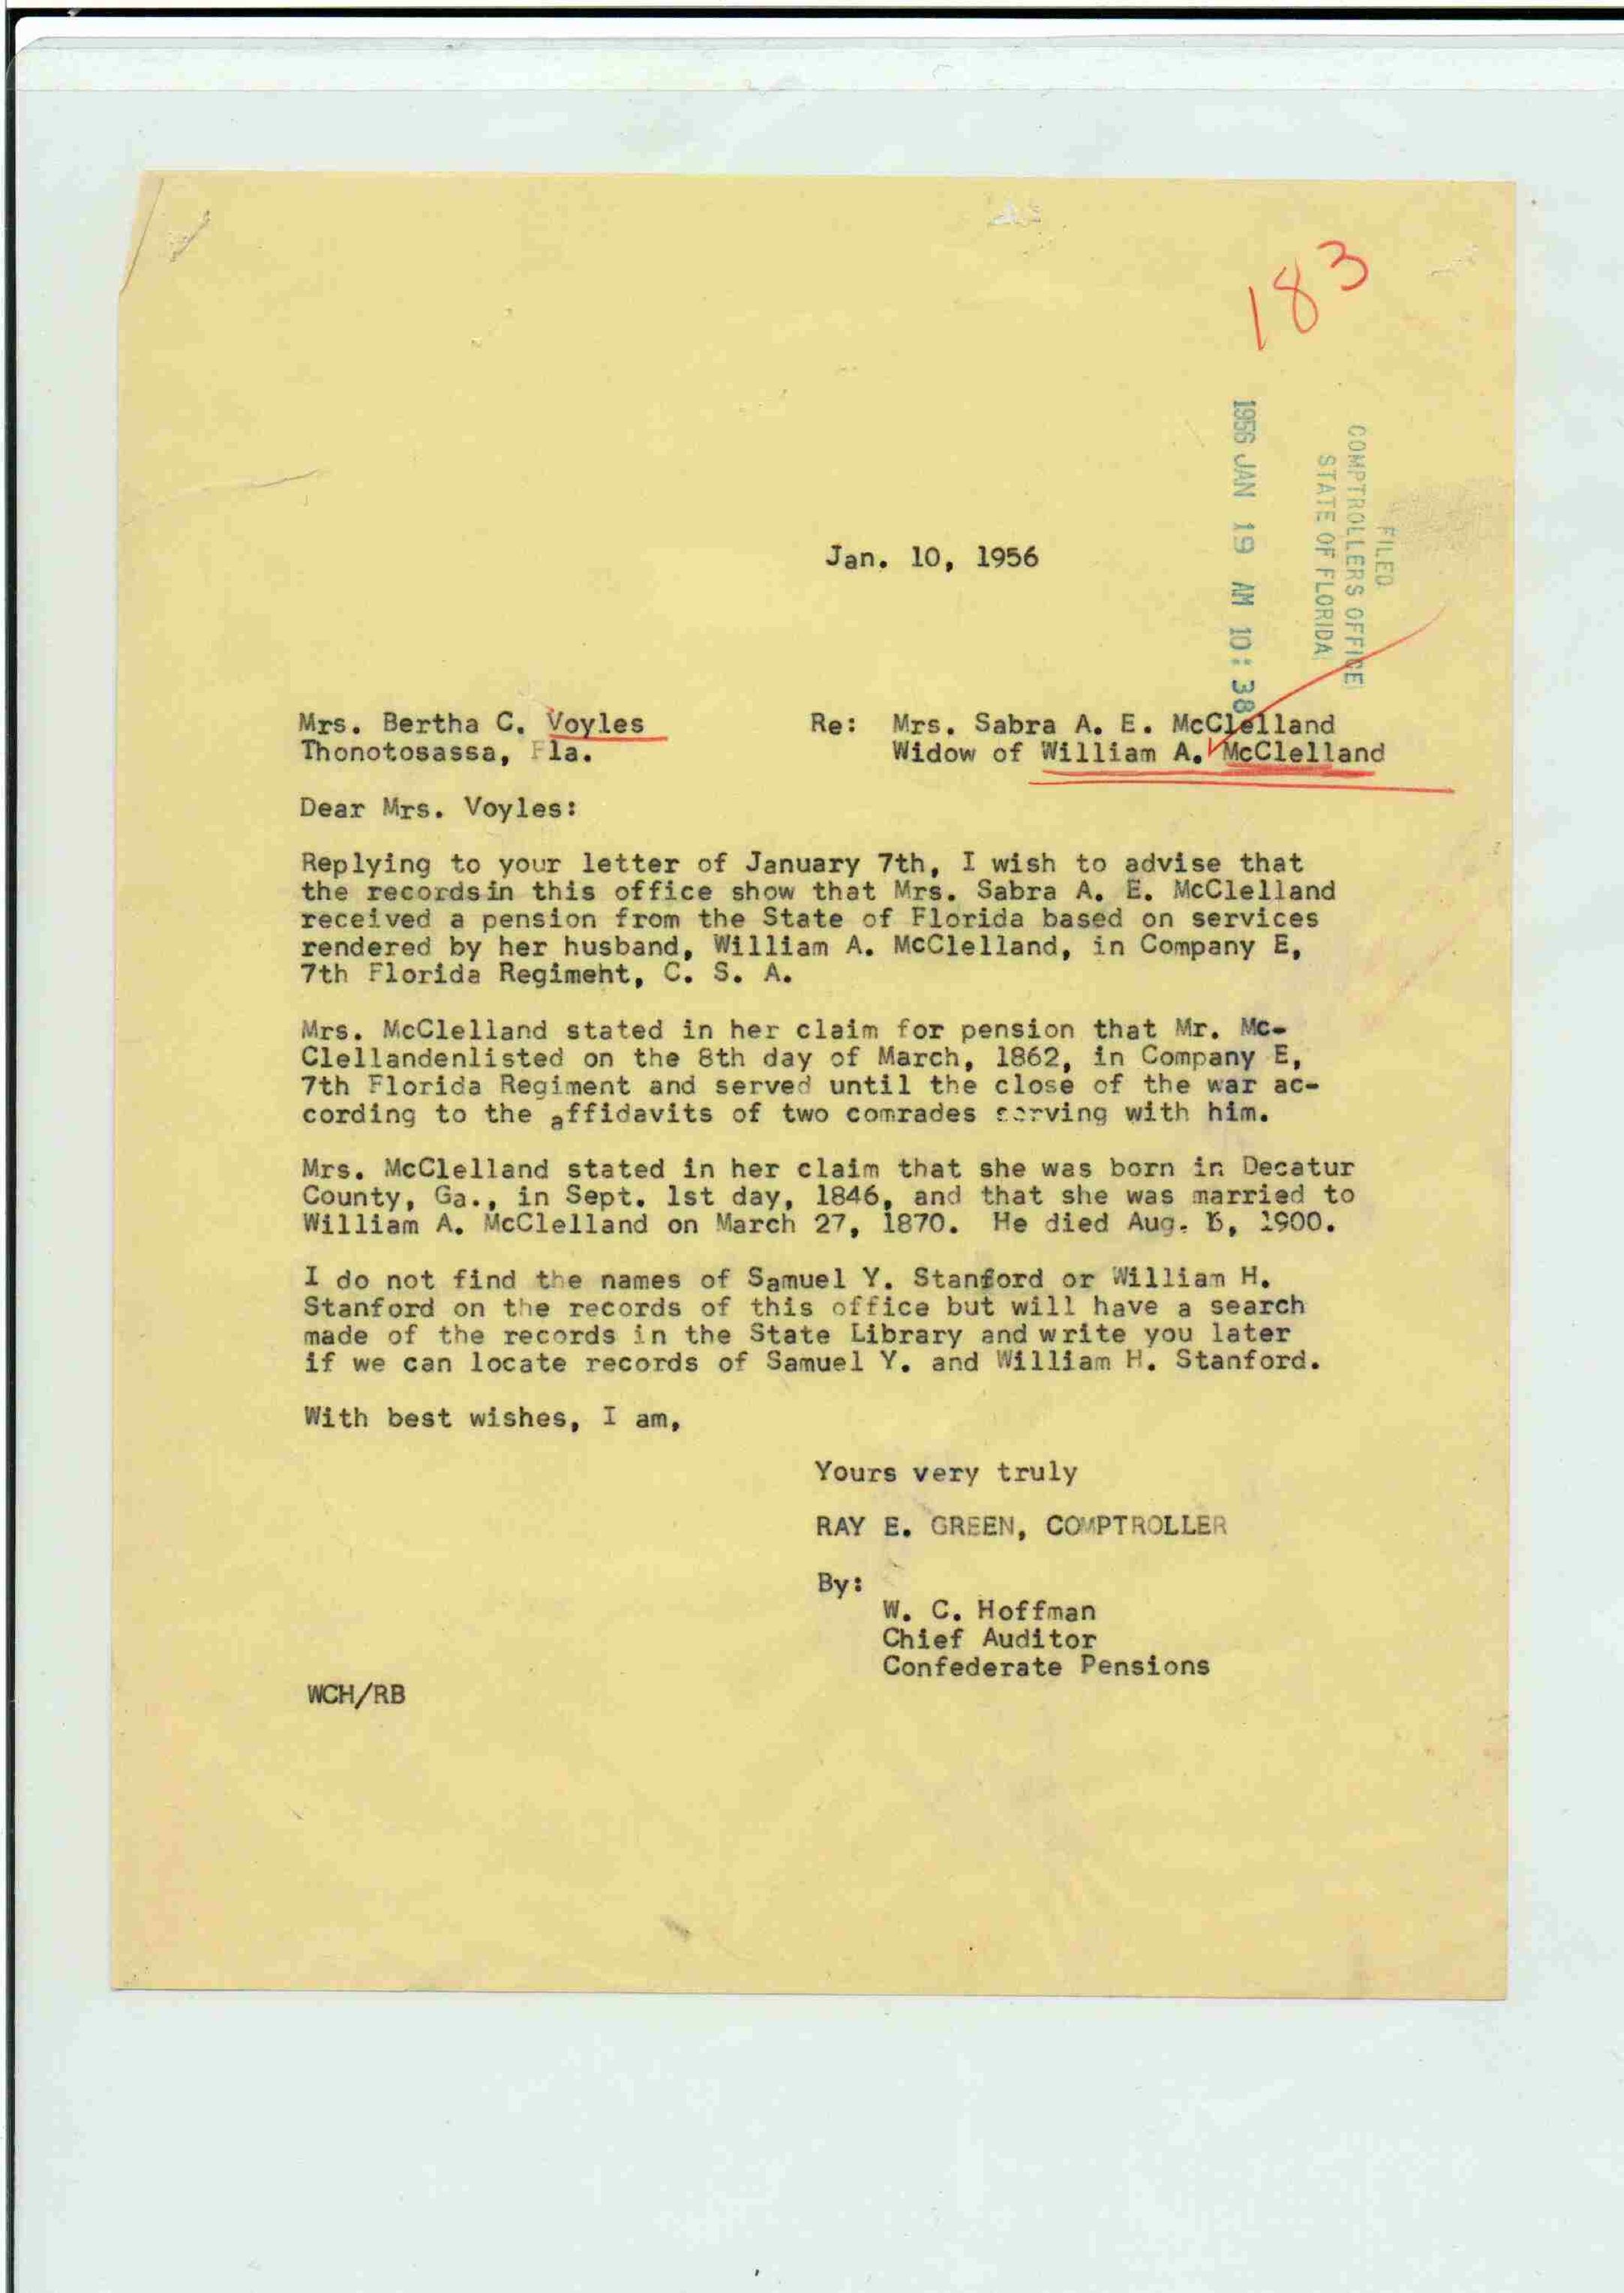 183
FILED
COMPTROLLERS OFFICE
STATE OF FLORIDA
1956 JAN 19 AM 10:38
Jan. 10, 1956
Mrs. Bertha C. Voyles
Thonotosassa, Fla.
Re: Mrs. Sabra A. E. McClelland
Widow of William A. McClelland
Dear Mrs. Voyles:
Replying to your letter of January 7th, I wish to advise that
the recordsin this office show that Mrs. Sabra A. E. McClelland
received a pension from the State of Florida based on services
rendered by her husband, William A. McClelland, in Company E,
7th Florida Regimeht, C. S. A.
Mrs. McClelland stated in her claim for pension that Mr. Mc-
Clellandenlisted on the 8th day of March, 1862, in Company E,
7th Florida Regiment and served until the close of the war ac-
cording to the affidavits of two comrades serving with him.
Mrs. McClelland stated in her claim that she was born in Decatur
County, Ga., in Sept. 1st day, 1846, and that she was married to
William A. McClelland on March 27, 1870. He died Aug. , 1900.
I do not find the names of Samuel Y. Stanford or William H.
Stanford on the records of this office but will have a search
made of the records in the State Library and write you later
if we can locate records of Samuel Y. and William H. Stanford.
With best wishes, I am,
Yours very truly
RAY E. GREEN, COMPTROLLER
By:
W. C. Hoffman
Chief Auditor
Confederate Pensions
WCH/RB